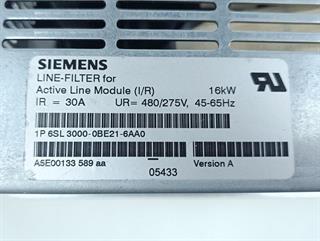 SIEMENS
LINE-FILTER for
Active Line Module (I/R) 16kW
IR = 30A UR= 480/275V, 45-65Hz
1P 6SL 3000-0BE21-6AA0
A5E00133 589 aa Version A
05433